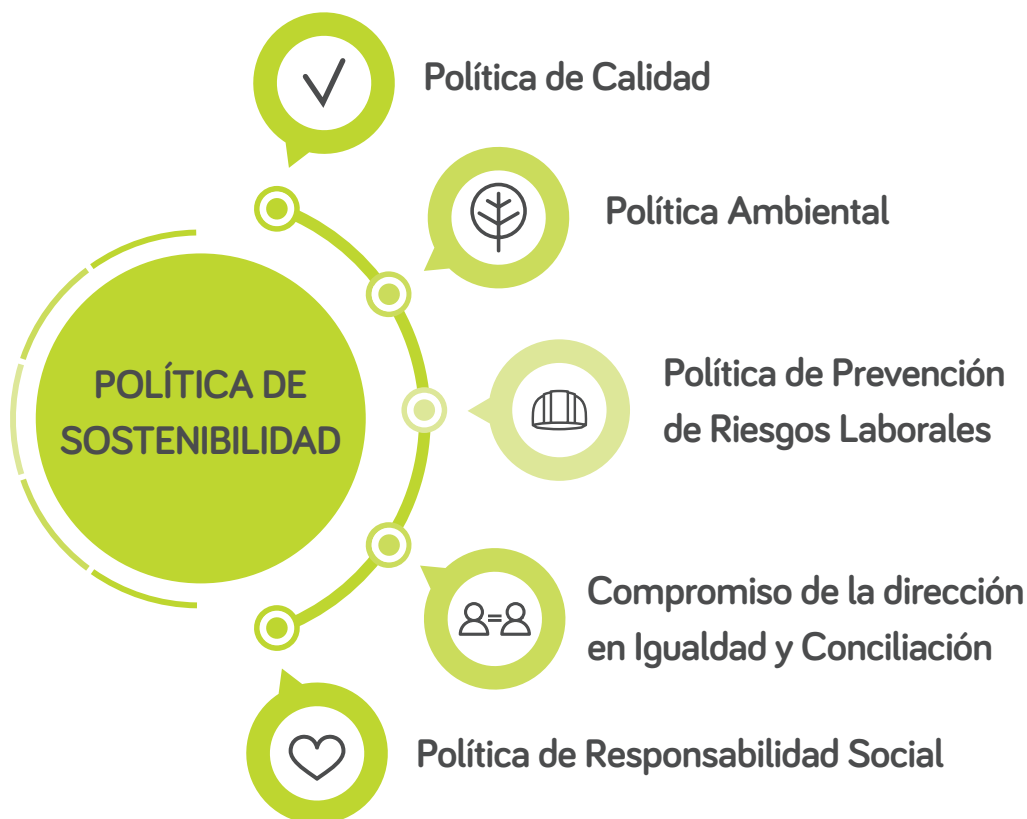 Política de Calidad
Política Ambiental
POLÍTICA DE
SOSTENIBILIDAD
Política de Prevención
de Riesgos Laborales
Compromiso de la dirección
en Igualdad y Conciliación
Política de Responsabilidad Social